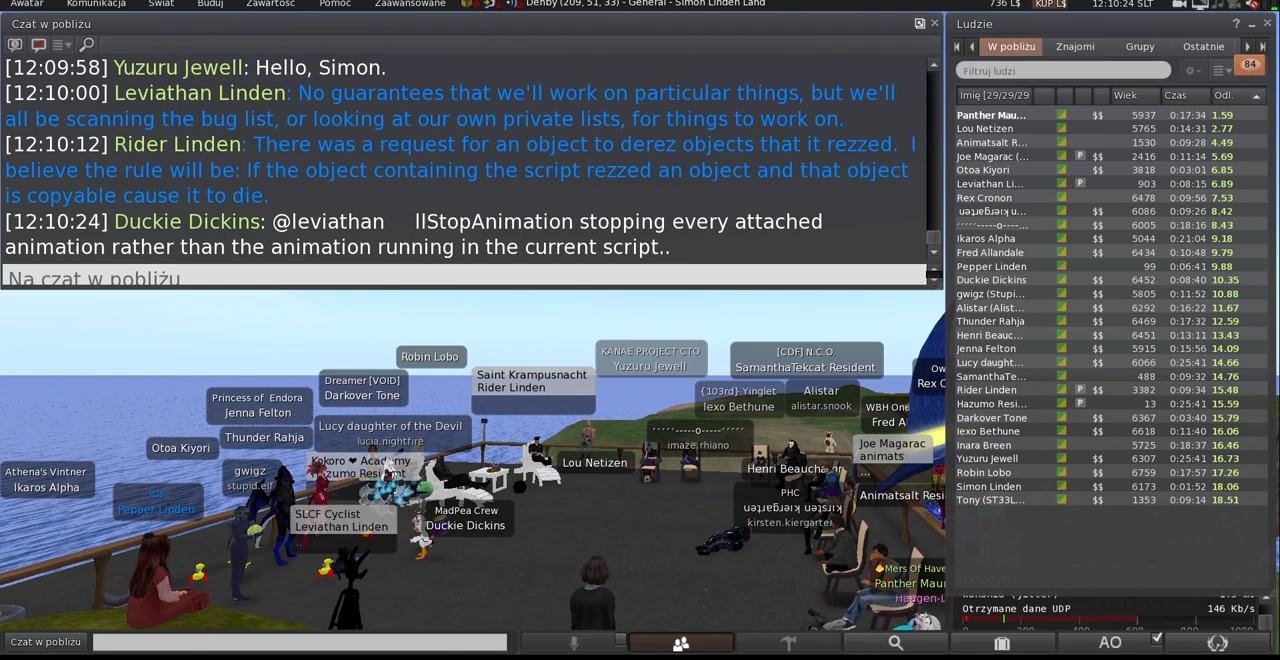 Awatar Komunikacja Świat Buduj Zawartość Pomoc Zaawansowane Denby (209, 51, 33) - General - Simon Linden Land 736 L$ KUP L$ 12:10:24 SLT
Czat w pobliżu
[12:09:58] Yuzuru Jewell: Hello, Simon.
[12:10:00] Leviathan Linden: No guarantees that we'll work on particular things, but we'll
all be scanning the bug list, or looking at our own private lists, for things to work on.
[12:10:12] Rider Linden: There was a request for an object to derez objects that it rezzed. I
believe the rule will be: If the object containing the script rezzed an object and that object
is copyable cause it to die.
[12:10:24] Duckie Dickins: @leviathan llStopAnimation stopping every attached
animation rather than the animation running in the current script..
Na czat w pobliżu
Robin Lobo
KANAE PROJECT CTO
Yuzuru Jewell
[CDF] N.C.O.
SamanthaTekcat Resident
Dreamer [VOID]
Darkover Tone
Saint Krampusnacht
Rider Linden
Ow
Rex C
Princess of Endora
Jenna Felton
{103rd} Yinglet
Iexo Bethune
Alistar
alistar.snook
WBH One
Fred Al
Thunder Rahja
Lucy daughter of the Devil
lucia.nightfire
´´´´´-----o-----´´´´´
imaze.rhiano
Joe Magarac
animats
...
Otoa Kiyori
Kokoro ❤ Academy
Hazumo Resident
Lou Netizen
Henri Beauchamp
Athena's Vintner
Ikaros Alpha
gwigz
stupid.elf
It's
Pepper Linden
SLCF Cyclist
Leviathan Linden
MadPea Crew
Duckie Dickins
PHC
uǝʇɹɐƃɹǝıʞ uǝʇsɹıʞ
kirsten.kiergarten
Animatsalt Resi
Mers Of Have
Panther Mau
Haagen-D
Czat w pobliżu
AO
Ludzie
W pobliżu Znajomi Grupy Ostatnie
Filtruj ludzi
84
Imię [29/29/29 Wiek Czas Odl.
Panther Mau... $$ 5937 0:17:34 1.59
Lou Netizen 5765 0:14:31 2.77
Animatsalt R... 1530 0:09:28 4.49
Joe Magarac (... P $$ 2416 0:11:14 5.69
Otoa Kiyori $$ 3818 0:03:01 6.85
Leviathan Li... P 903 0:08:15 6.89
Rex Cronon 6478 0:09:56 7.53
uǝʇɹɐƃɹǝıʞ u... $$ 6086 0:09:26 8.42
´´´´´-----o----... $$ 6005 0:18:16 8.43
Ikaros Alpha $$ 5044 0:21:04 9.18
Fred Allandale $$ 6434 0:10:48 9.79
Pepper Linden 99 0:06:41 9.88
Duckie Dickins $$ 6452 0:08:40 10.35
gwigz (Stupi... $$ 5805 0:11:52 10.88
Alistar (Alist... $$ 6292 0:16:22 11.67
Thunder Rahja $$ 6469 0:17:32 12.59
Henri Beauc... $$ 6451 0:13:11 13.43
Jenna Felton $$ 5915 0:15:56 14.09
Lucy daught... $$ 6066 0:25:41 14.66
SamanthaTe... 488 0:09:32 14.76
Rider Linden P $$ 3382 0:09:34 15.48
Hazumo Resi... P 13 0:25:41 15.59
Darkover Tone $$ 6367 0:03:40 15.79
Iexo Bethune $$ 6618 0:11:40 16.06
Inara Breen 5725 0:18:37 16.46
Yuzuru Jewell $$ 6307 0:25:41 16.73
Robin Lobo $$ 6759 0:17:57 17.26
Simon Linden $$ 6173 0:01:52 18.06
Tony (ST33L... $$ 1353 0:09:14 18.51
Otrzymane dane UDP 146 Kb/s